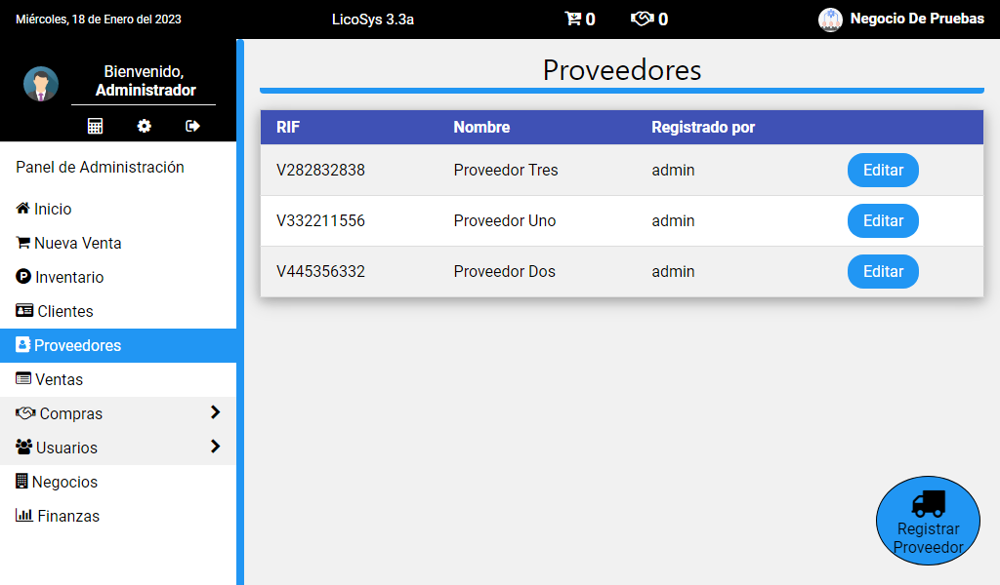 Miércoles, 18 de Enero del 2023
LicoSys 3.3a
0
0
Negocio De Pruebas
Bienvenido,
Administrador
Panel de Administración
Inicio
Nueva Venta
Inventario
Clientes
Proveedores
Ventas
Compras
Usuarios
Negocios
Finanzas
Proveedores
RIF Nombre Registrado por
V282832838 Proveedor Tres admin Editar
V332211556 Proveedor Uno admin Editar
V445356332 Proveedor Dos admin Editar
Registrar
Proveedor